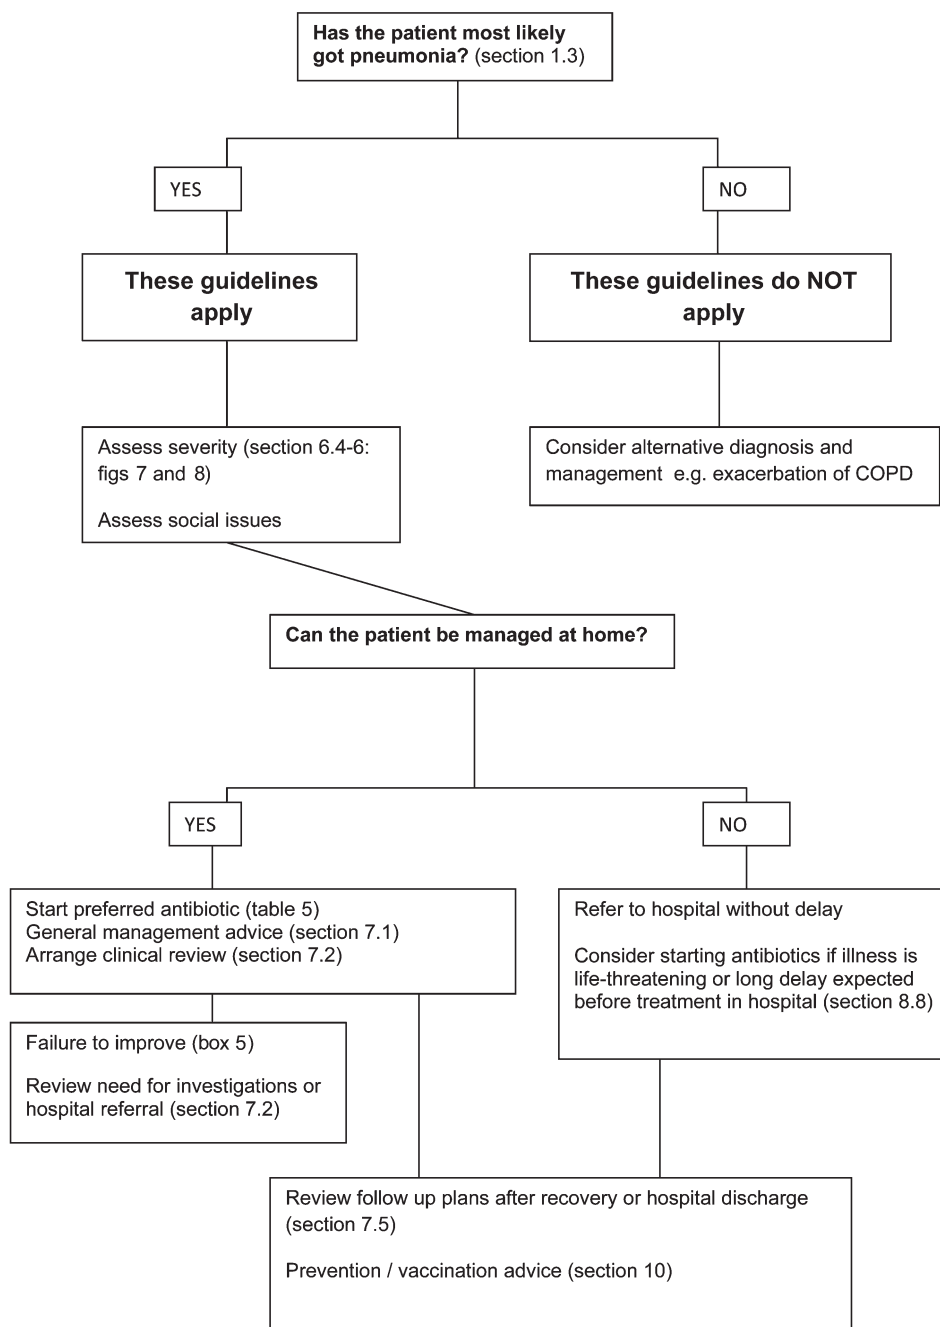 Has the patient most likely
got pneumonia? (section 1.3)
YES
NO
These guidelines
apply
These guidelines do NOT
apply
Assess severity (section 6.4-6:
figs 7 and 8)
Assess social issues
Consider alternative diagnosis and
management e.g. exacerbation of COPD
Can the patient be managed at home?
YES
NO
Start preferred antibiotic (table 5)
General management advice (section 7.1)
Arrange clinical review (section 7.2)
Refer to hospital without delay
Consider starting antibiotics if illness is
life-threatening or long delay expected
before treatment in hospital (section 8.8)
Failure to improve (box 5)
Review need for investigations or
hospital referral (section 7.2)
Review follow up plans after recovery or hospital discharge
(section 7.5)
Prevention / vaccination advice (section 10)